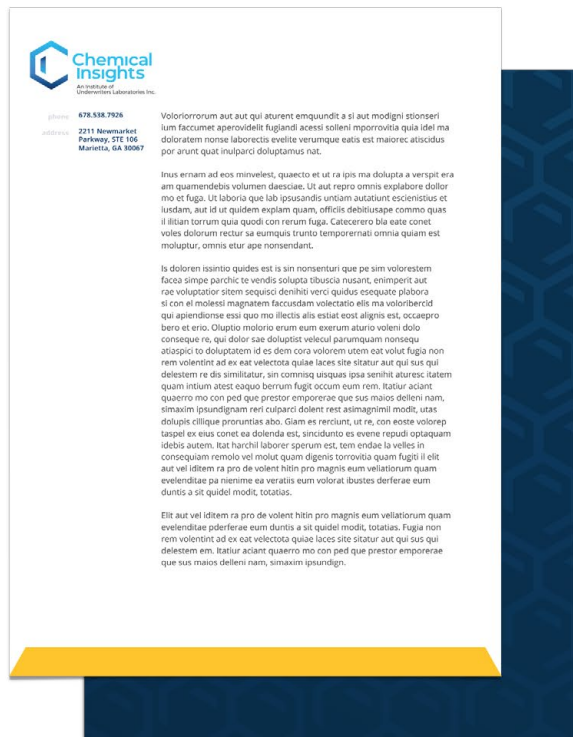 Chemical
Insights
An Institute of
Underwriters Laboratories Inc.
phone 678.538.7926
address 2211 Newmarket
Parkway, STE 106
Marietta, GA 30067
Voloriorrorum aut aut qui aturent emquundit a si aut modigni stionseri
ium faccumet aperovidelit fugiandi acessi solleni mporrovitia quia idel ma
doloratem nonse laborectis evelite verumque eatis est maiorec atiscidus
por arunt quat inulparci doluptamus nat.
Inus ernam ad eos minvelest, quaecto et ut ra ipis ma dolupta a verspit era
am quamendebis volumen daesciae. Ut aut repro omnis explabore dollor
mo et fuga. Ut laboria que lab ipsusandis untiam autatiunt escienistius et
iusdam, aut id ut quidem explam quam, officiis debitiusape commo quas
il ilitian torrum quia quodi con rerum fuga. Catecerero bla eate conet
voles dolorum rectur sa eumquis trunto temporernati omnia quiam est
moluptur, omnis etur ape nonsendant.
Is doloren issintio quides est is sin nonsenturi que pe sim volorestem
facea simpe parchic te vendis solupta tibuscia nusant, enimperit aut
rae voluptatior sitem sequisci denihiti verci quidus esequate plabora
si con el molessi magnatem faccusdam volectatio elis ma voloribercid
qui apiendionse essi quo mo illectis alis estiat eost alignis est, occaepro
bero et erio. Oluptio molorio erum eum exerum aturio voleni dolo
conseque re, qui dolor sae doluptist velecul parumquam nonsequ
atiaspici to doluptatem id es dem cora volorem utem eat volut fugia non
rem volentint ad ex eat velectota quiae laces site sitatur aut qui sus qui
delestem re dis similitatur, sin comnisq uisquas ipsa senihit aturesc itatem
quam intium atest eaquo berrum fugit occum eum rem. Itatiur aciant
quaerro mo con ped que prestor emporerae que sus maios delleni nam,
simaxim ipsundignam reri culparci dolent rest asimagnimil modit, utas
dolupis cillique proruntias abo. Giam es rerciunt, ut re, con eoste volorep
taspel ex eius conet ea dolenda est, sincidunto es evene repudi optaquam
idebis autem. Itat harchil laborer sperum est, tem endae la velles in
consequiam remolo vel molut quam digenis torrovitia quam fugiti il elit
aut vel iditem ra pro de volent hitin pro magnis eum vellatiorum quam
evelenditae pa nienime ea veratiis eum volorat ibustes derferae eum
duntis a sit quidel modit, totatias.
Elit aut vel iditem ra pro de volent hitin pro magnis eum vellatiorum quam
evelenditae pderferae eum duntis a sit quidel modit, totatias. Fugia non
rem volentint ad ex eat velectota quiae laces site sitatur aut qui sus qui
delestem em. Itatiur aciant quaerro mo con ped que prestor emporerae
que sus maios delleni nam, simaxim ipsundign.